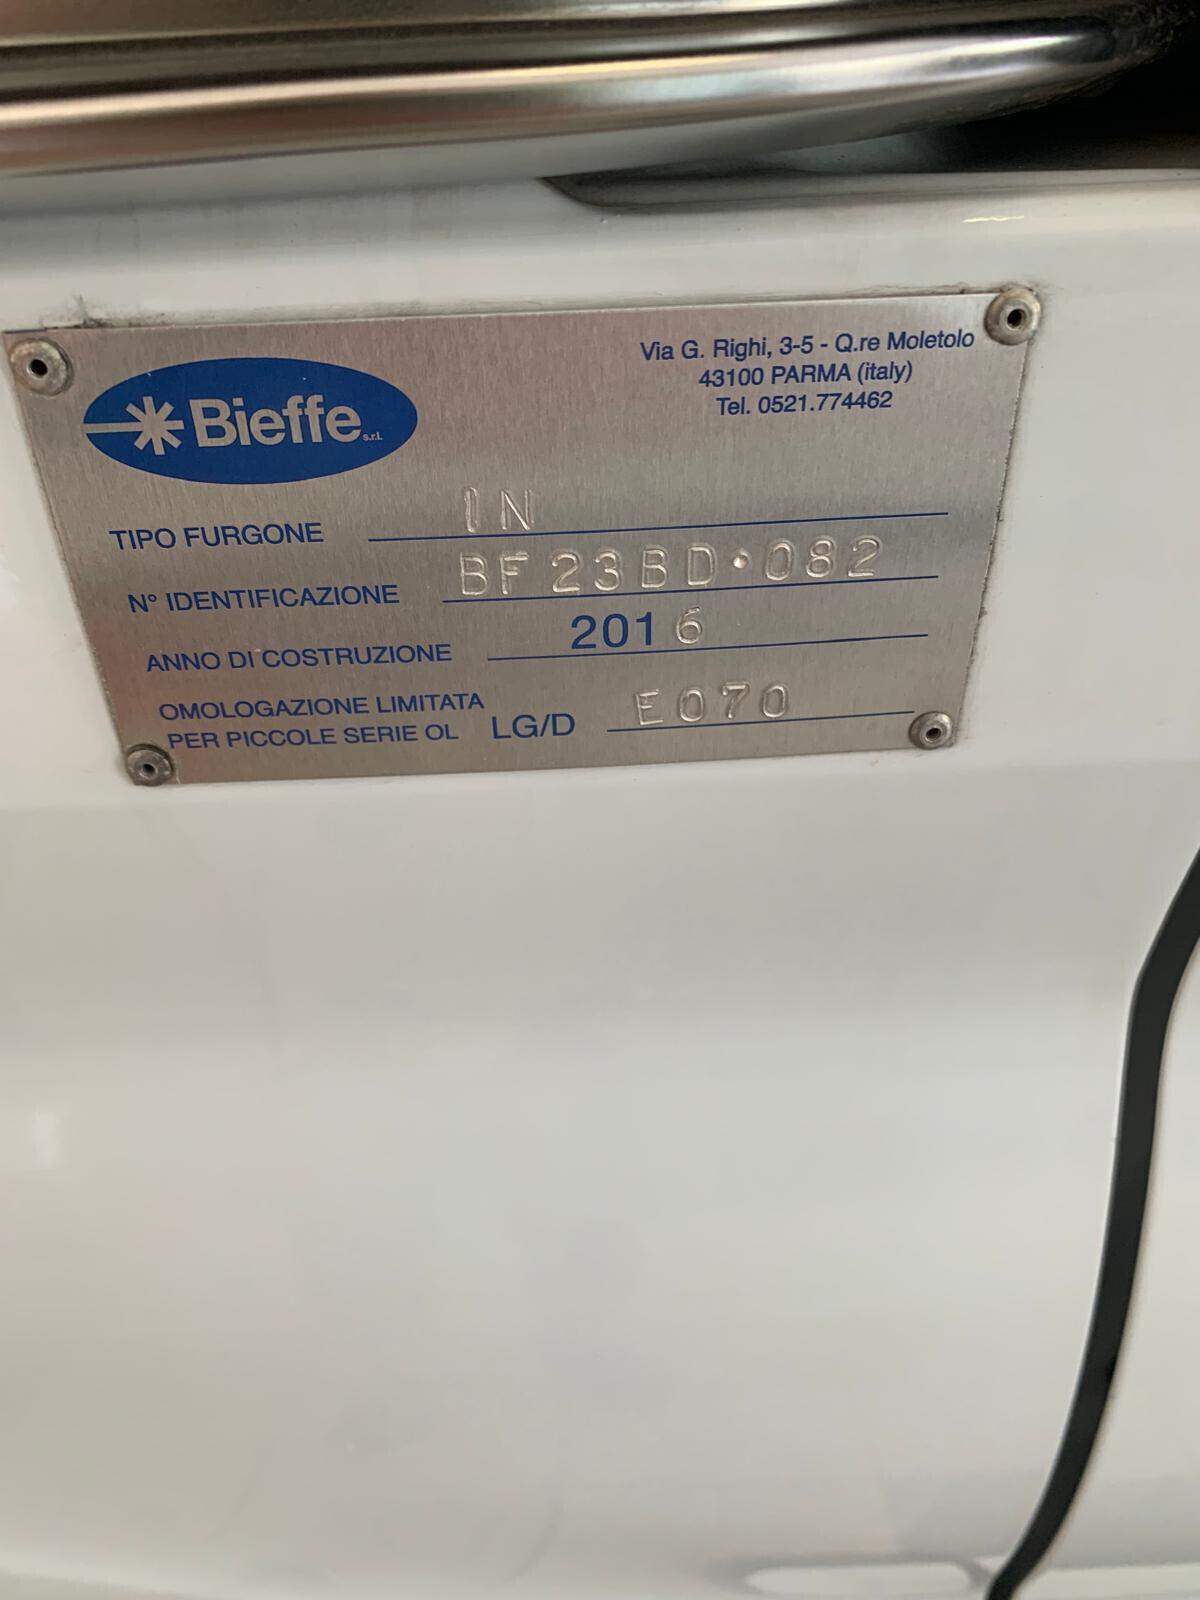 Bieffe s.r.l.
Via G. Righi, 3-5 - Q.re Moletolo
43100 PARMA (italy)
Tel. 0521.774462
TIPO FURGONE IN
N° IDENTIFICAZIONE BF23BD·082
ANNO DI COSTRUZIONE 2016
OMOLOGAZIONE LIMITATA
PER PICCOLE SERIE OL LG/D E070